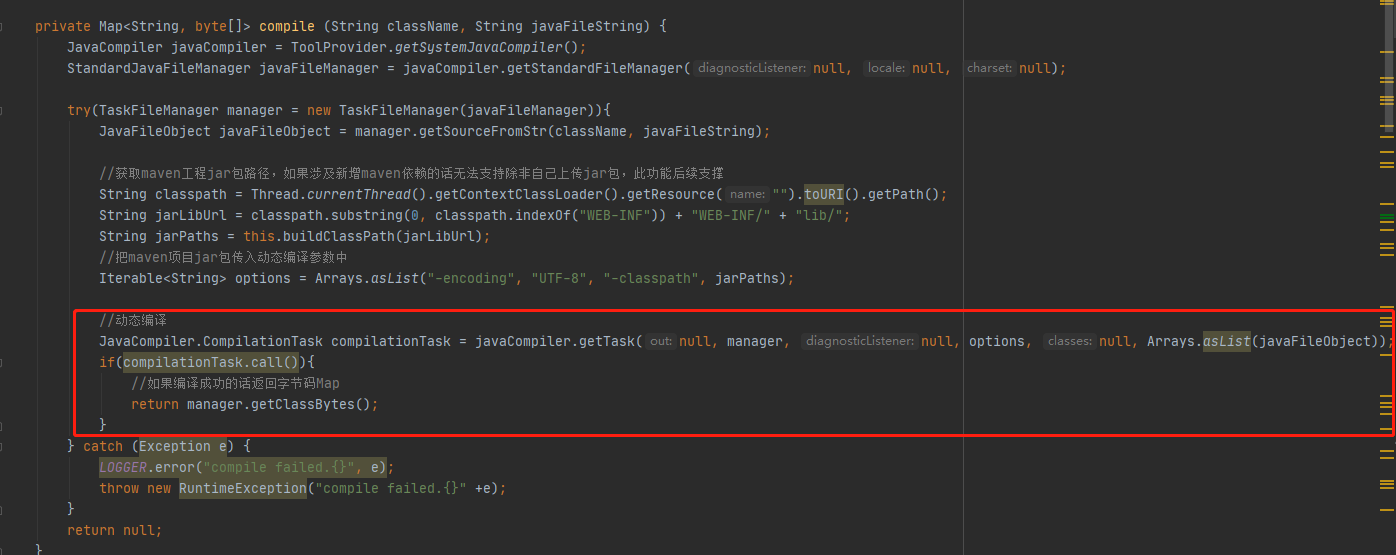 private Map<String, byte[]> compile (String className, String javaFileString) {
JavaCompiler javaCompiler = ToolProvider.getSystemJavaCompiler();
StandardJavaFileManager javaFileManager = javaCompiler.getStandardFileManager( diagnosticListener: null, locale: null, charset: null);
try(TaskFileManager manager = new TaskFileManager(javaFileManager)){
JavaFileObject javaFileObject = manager.getSourceFromStr(className, javaFileString);
//获取maven工程jar包路径，如果涉及新增maven依赖的话无法支持除非自己上传jar包，此功能后续支撑
String classpath = Thread.currentThread().getContextClassLoader().getResource( name: "").toURI().getPath();
String jarLibUrl = classpath.substring(0, classpath.indexOf("WEB-INF")) + "WEB-INF/" + "lib/";
String jarPaths = this.buildClassPath(jarLibUrl);
//把maven项目jar包传入动态编译参数中
Iterable<String> options = Arrays.asList("-encoding", "UTF-8", "-classpath", jarPaths);
//动态编译
JavaCompiler.CompilationTask compilationTask = javaCompiler.getTask( out: null, manager, diagnosticListener: null, options, classes: null, Arrays.asList(javaFileObject));
if(compilationTask.call()){
//如果编译成功的话返回字节码Map
return manager.getClassBytes();
}
} catch (Exception e) {
LOGGER.error("compile failed.{}", e);
throw new RuntimeException("compile failed.{}" +e);
}
return null;
}